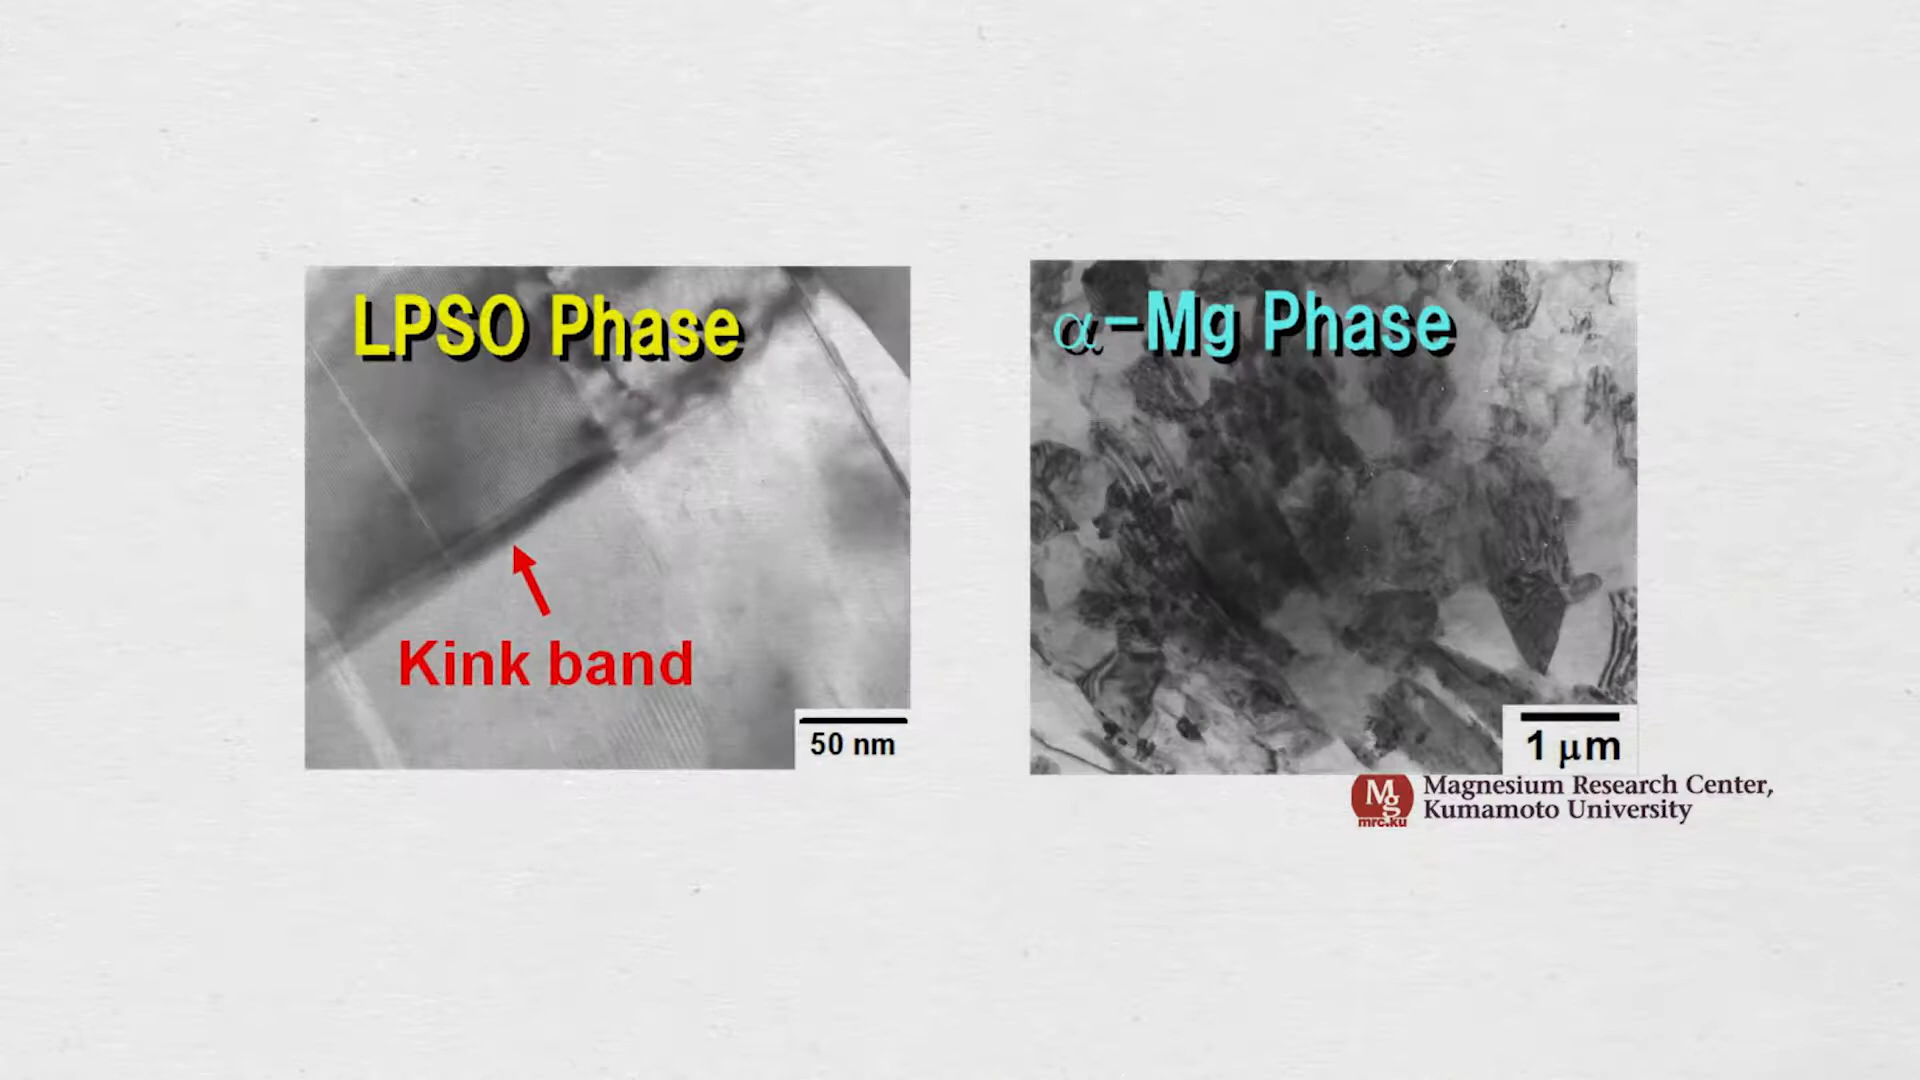 LPSO Phase
Kink band
50 nm
α-Mg Phase
1 μm
Mg
mrc.ku
Magnesium Research Center,
Kumamoto University